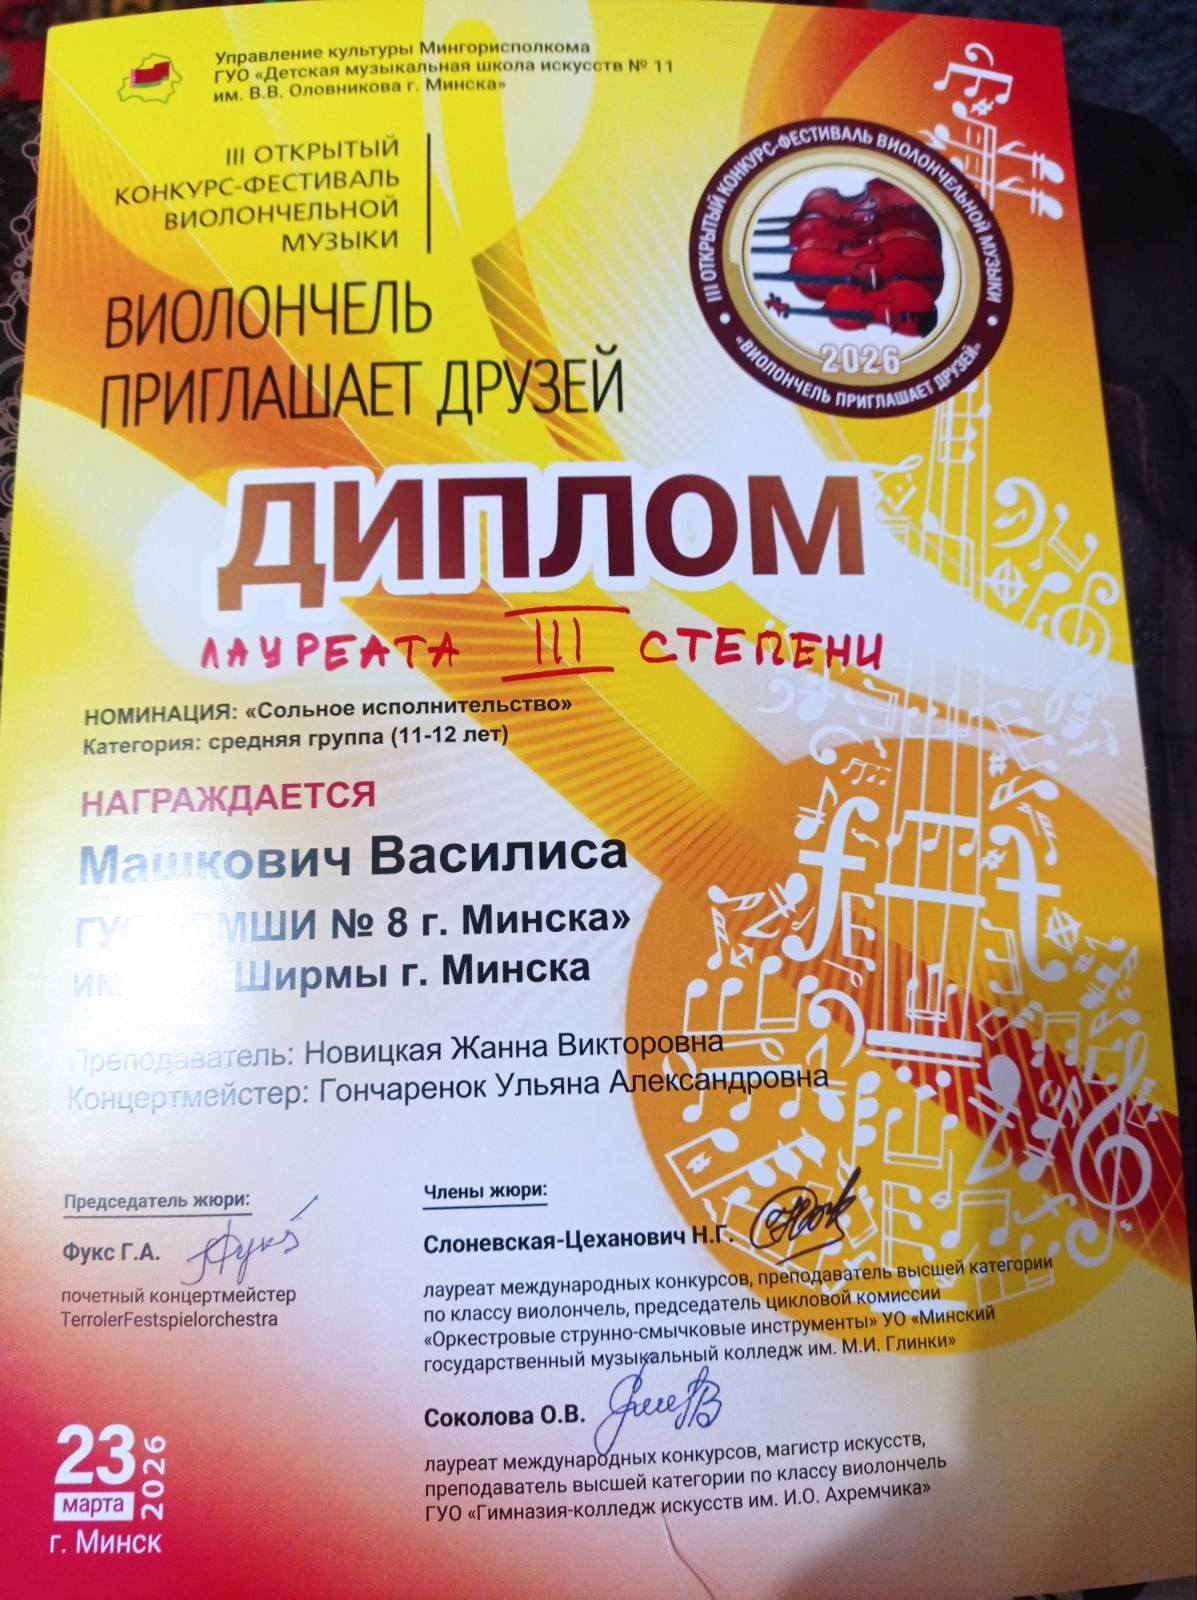 Управление культуры Мингорисполкома
ГУО «Детская музыкальная школа искусств № 11
им. В.В. Оловникова г. Минска»
III ОТКРЫТЫЙ
КОНКУРС-ФЕСТИВАЛЬ
ВИОЛОНЧЕЛЬНОЙ
МУЗЫКИ
III ОТКРЫТЫЙ КОНКУРС-ФЕСТИВАЛЬ ВИОЛОНЧЕЛЬНОЙ МУЗЫКИ
2026
«ВИОЛОНЧЕЛЬ ПРИГЛАШАЕТ ДРУЗЕЙ»
ВИОЛОНЧЕЛЬ
ПРИГЛАШАЕТ ДРУЗЕЙ
ДИПЛОМ
ЛАУРЕАТА III СТЕПЕНИ
НОМИНАЦИЯ: «Сольное исполнительство»
Категория: средняя группа (11-12 лет)
НАГРАЖДАЕТСЯ
Машкович Василиса
№ 8 г. Минска»
Ширмы г. Минска
Преподаватель: Новицкая Жанна Викторовна
Концертмейстер: Гончаренок Ульяна Александровна
Председатель жюри:
Фукс Г.А.
почетный концертмейстер
TerrolerFestspielorchestra
Члены жюри:
Слоневская-Цеханович Н.Г.
лауреат международных конкурсов, преподаватель высшей категории
по классу виолончель, председатель цикловой комиссии
«Оркестровые струнно-смычковые инструменты» УО «Минский
государственный музыкальный колледж им. М.И. Глинки»
Соколова О.В.
лауреат международных конкурсов, магистр искусств,
преподаватель высшей категории по классу виолончель
ГУО «Гимназия-колледж искусств им. И.О. Ахремчика»
23
марта
2026
г. Минск